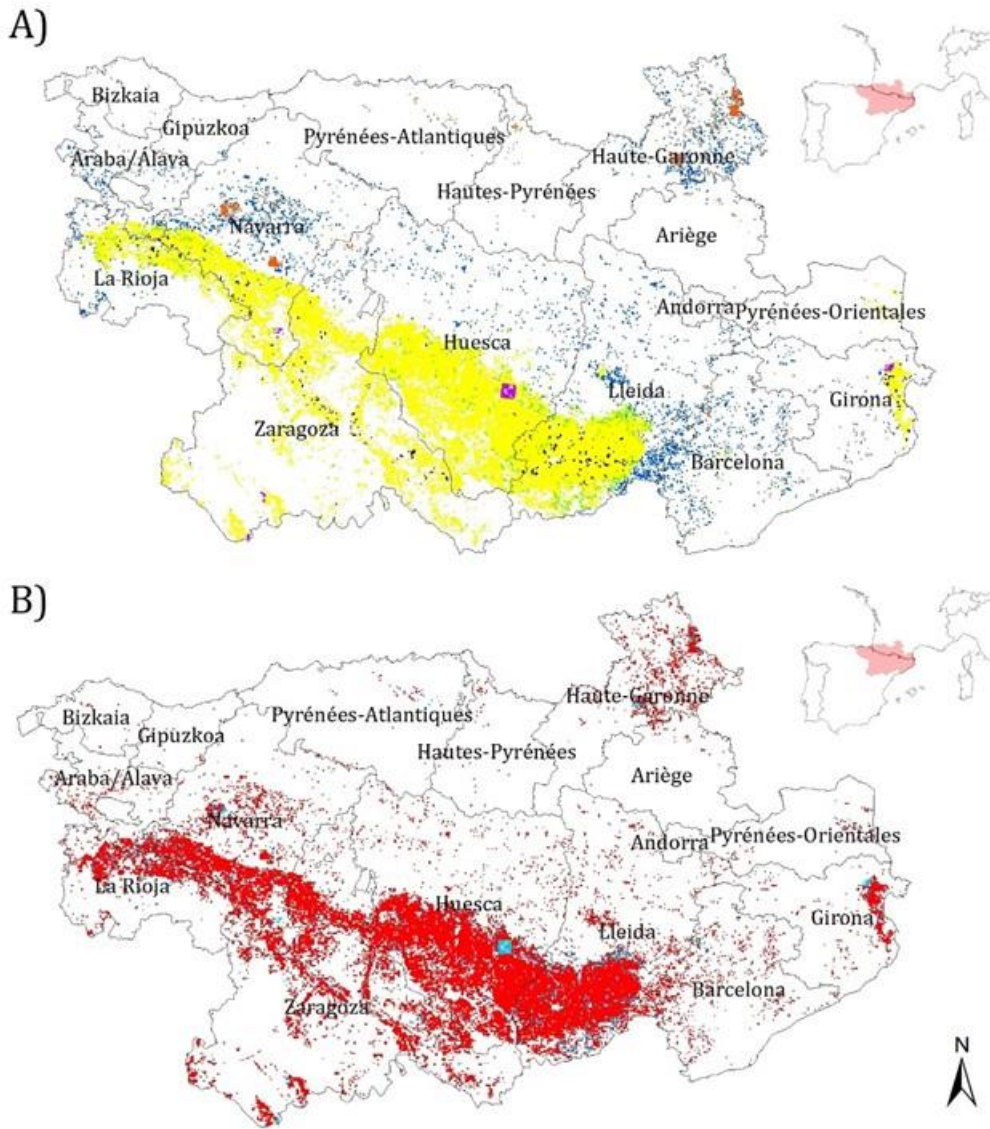 A)
Bizkaia
Gipuzkoa
Pyrénées-Atlantiques
Araba/Álava
Haute-Garonne
Hautes-Pyrénées
Navarra
Ariège
La Rioja
Andorra
Pyrénées-Orientales
Huesca
Lleida
Girona
Zaragoza
Barcelona
B)
Bizkaia
Gipuzkoa
Pyrénées-Atlantiques
Haute-Garonne
Hautes-Pyrénées
Araba/Álava
Ariège
Navarra
Andorra
Pyrénées-Orientales
La Rioja
Huesca
Girona
Lleida
Barcelona
Zaragoza
N